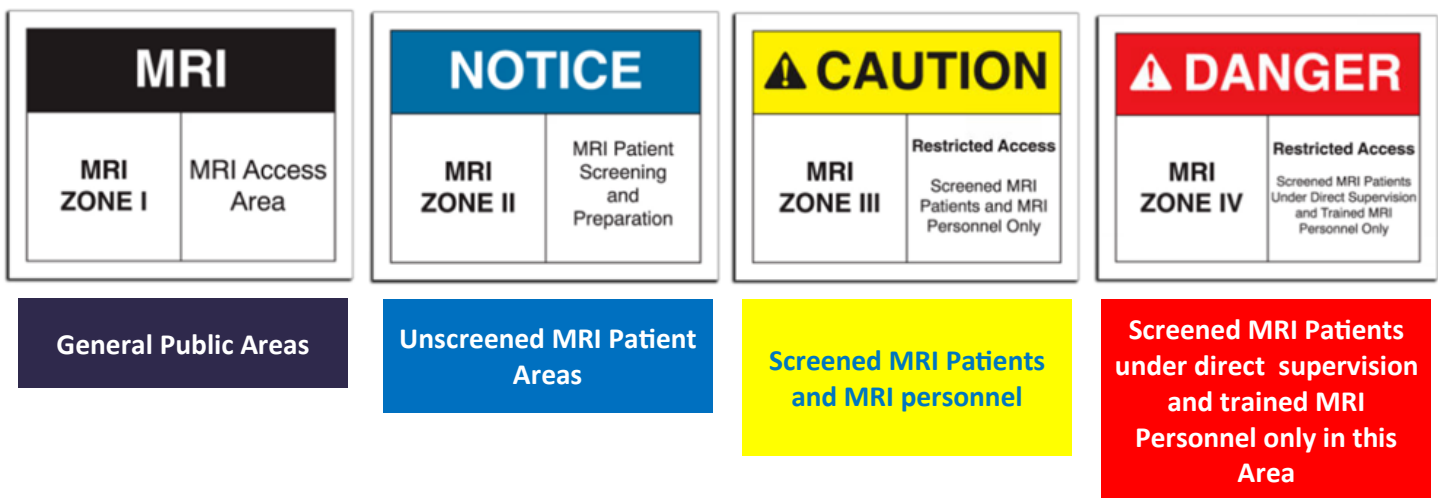 MRI
MRI
ZONE I
MRI Access
Area
NOTICE
MRI
ZONE II
MRI Patient
Screening
and
Preparation
CAUTION
MRI
ZONE III
Restricted Access
Screened MRI
Patients and MRI
Personnel Only
DANGER
MRI
ZONE IV
Restricted Access
Screened MRI Patients
Under Direct Supervision
and Trained MRI
Personnel Only
General Public Areas
Unscreened MRI Patient
Areas
Screened MRI Patients
and MRI personnel
Screened MRI Patients
under direct supervision
and trained MRI
Personnel only in this
Area